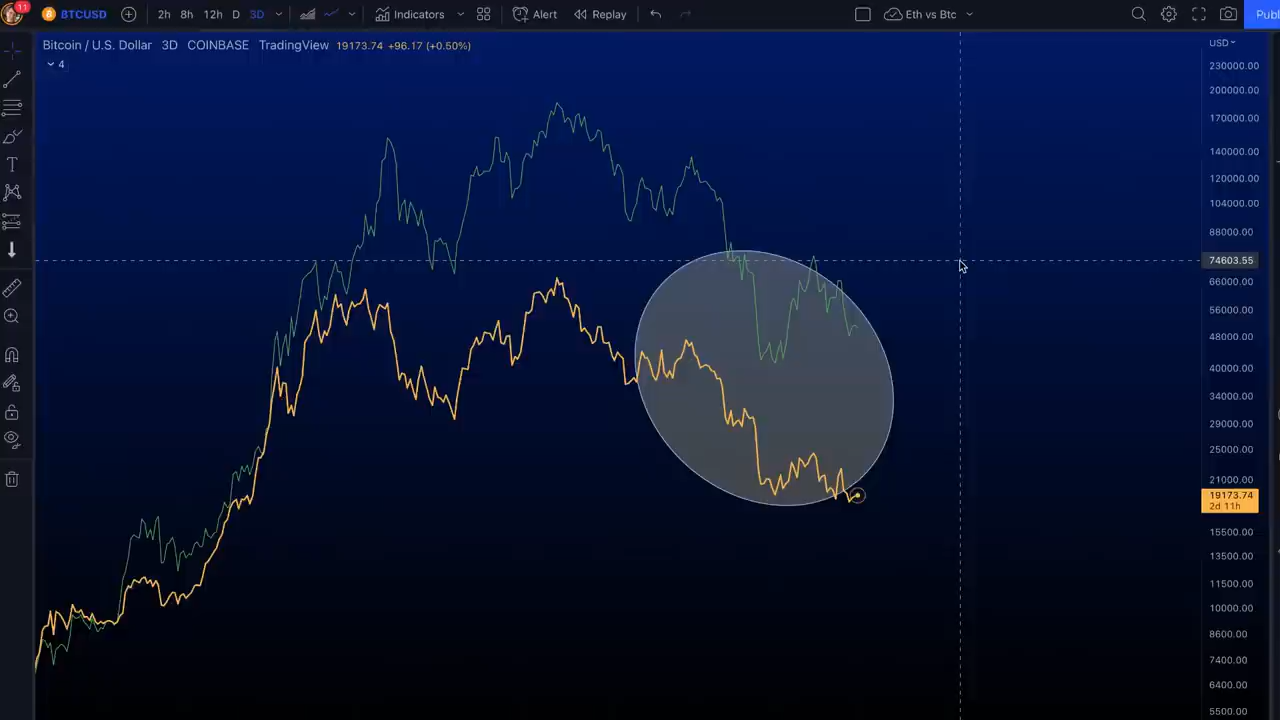 11
BTCUSD
2h 8h 12h D 3D
Indicators
Alert
Replay
Eth vs Btc
Publ
Bitcoin / U.S. Dollar 3D COINBASE TradingView 19173.74 +96.17 (+0.50%)
4
T
USD
230000.00
200000.00
170000.00
140000.00
120000.00
104000.00
88000.00
74603.55
66000.00
56000.00
48000.00
40000.00
34000.00
29000.00
25000.00
21000.00
19173.74
2d 11h
15500.00
13500.00
11500.00
10000.00
8600.00
7400.00
6400.00
5500.00